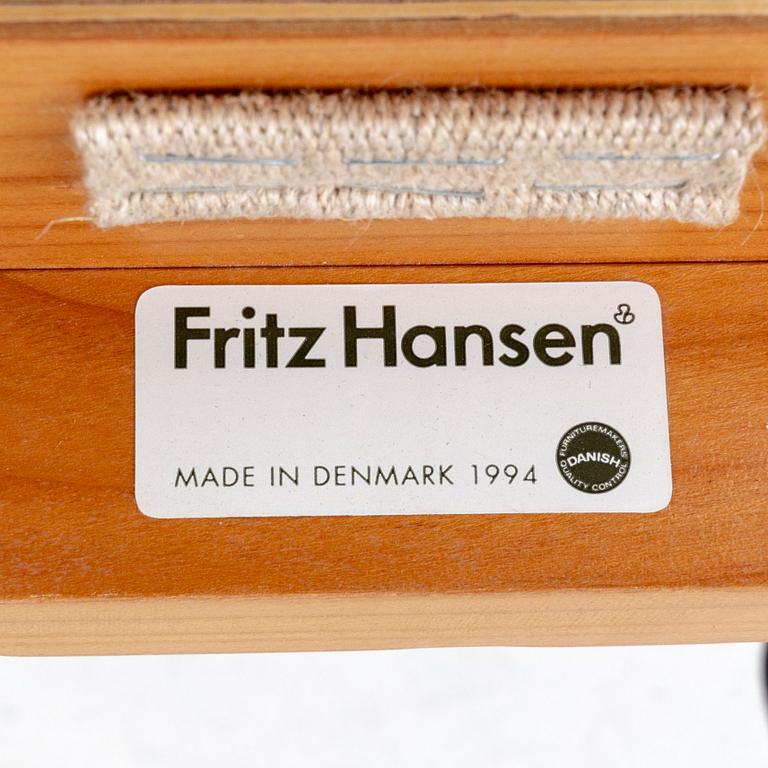 Fritz Hansen
MADE IN DENMARK 1994
FURNITUREMAKERS'
DANISH
QUALITY CONTROL